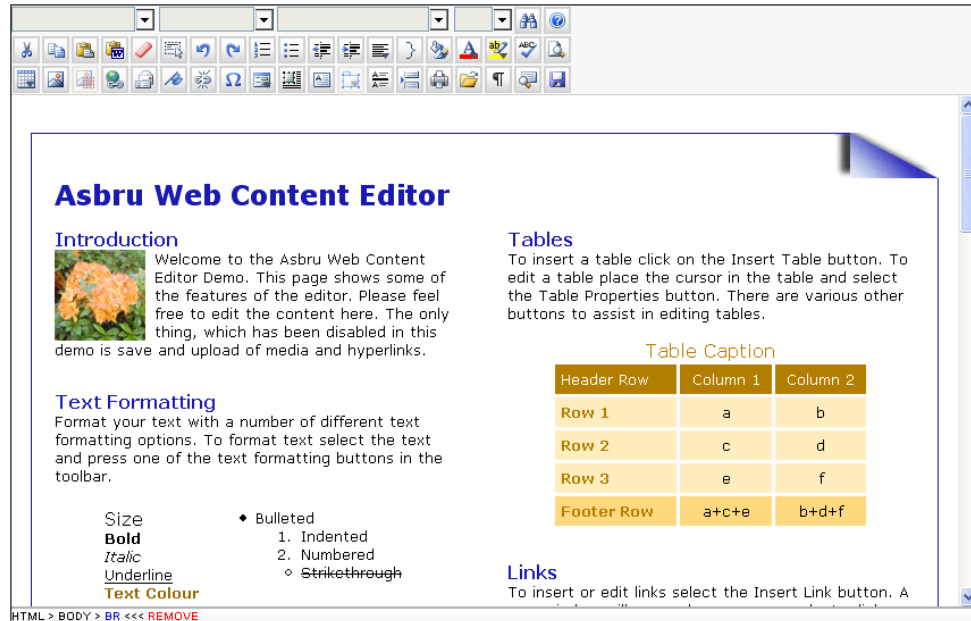 Asbru Web Content Editor
Introduction
Welcome to the Asbru Web Content
Editor Demo. This page shows some of
the features of the editor. Please feel
free to edit the content here. The only
thing, which has been disabled in this
demo is save and upload of media and hyperlinks.
Text Formatting
Format your text with a number of different text
formatting options. To format text select the text
and press one of the text formatting buttons in the
toolbar.
Size
Bold
Italic
Underline
Text Colour
Bulleted
1. Indented
2. Numbered
Strikethrough
Tables
To insert a table click on the Insert Table button. To
edit a table place the cursor in the table and select
the Table Properties button. There are various other
buttons to assist in editing tables.
Table Caption
Header Row Column 1 Column 2
Row 1 a b
Row 2 c d
Row 3 e f
Footer Row a+c+e b+d+f
Links
To insert or edit links select the Insert Link button. A
HTML > BODY > BR <<< REMOVE